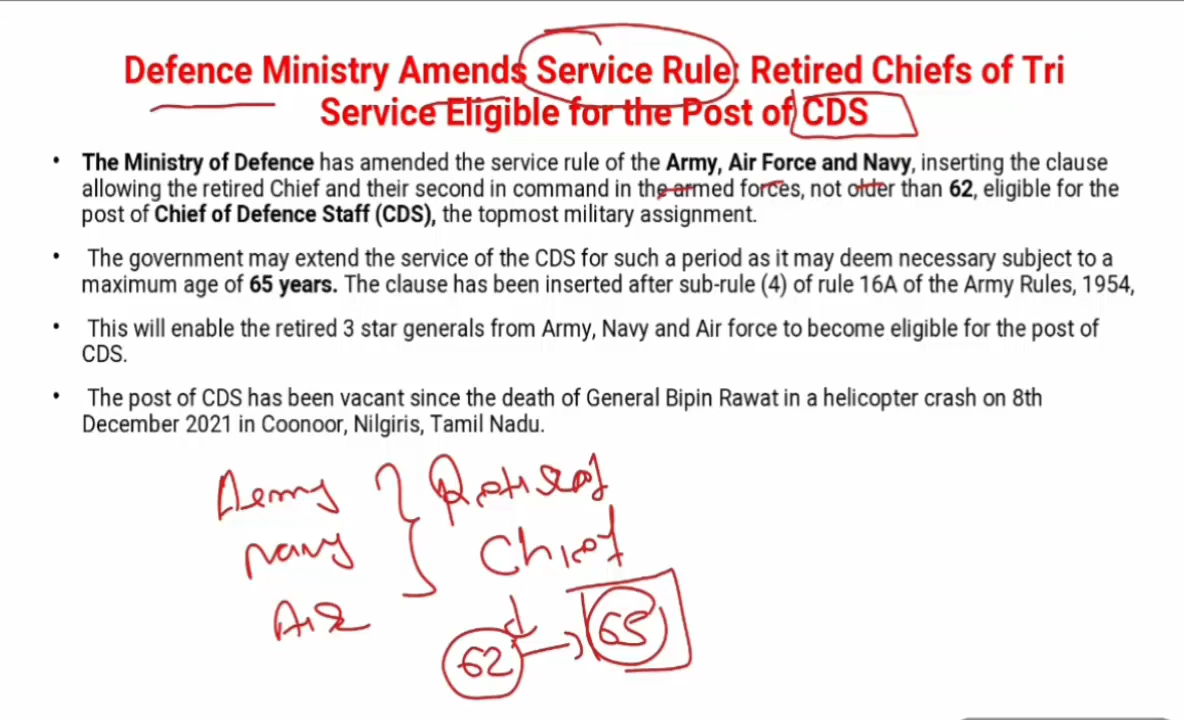 Defence Ministry Amends Service Rule: Retired Chiefs of Tri
Service Eligible for the Post of CDS
• The Ministry of Defence has amended the service rule of the Army, Air Force and Navy, inserting the clause
allowing the retired Chief and their second in command in the armed forces, not older than 62, eligible for the
post of Chief of Defence Staff (CDS), the topmost military assignment.
• The government may extend the service of the CDS for such a period as it may deem necessary subject to a
maximum age of 65 years. The clause has been inserted after sub-rule (4) of rule 16A of the Army Rules, 1954,
• This will enable the retired 3 star generals from Army, Navy and Air force to become eligible for the post of
CDS.
• The post of CDS has been vacant since the death of General Bipin Rawat in a helicopter crash on 8th
December 2021 in Coonoor, Nilgiris, Tamil Nadu.
Army Retired
Navy Chief
Air
62 65